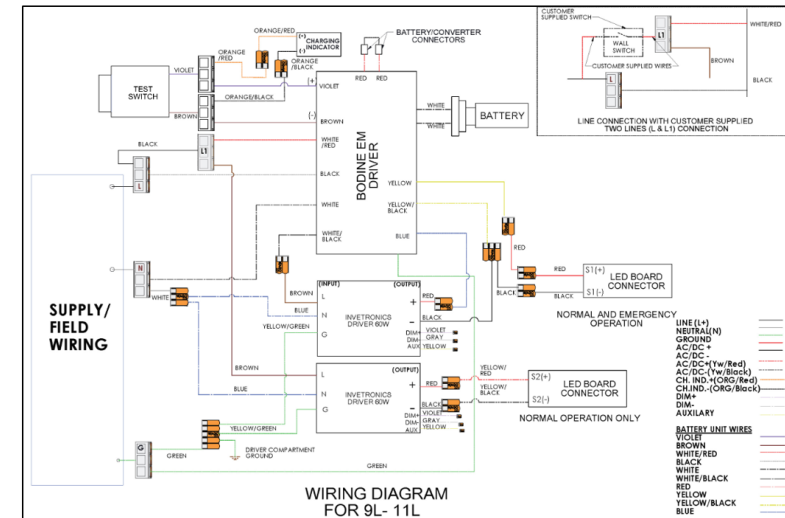 ORANGE/RED
(+)
CHARGING
INDICATOR
(-)
ORANGE
/RED
ORANGE
/BLACK
BATTERY/CONVERTER
CONNECTORS
RED RED
CUSTOMER
SUPPLIED SWITCH
WALL
SWITCH
L1
WHITE/RED
CUSTOMER SUPPLIED WIRES
BROWN
L
BLACK
LINE CONNECTION WITH CUSTOMER SUPPLIED
TWO LINES (L & L1) CONNECTION
TEST
SWITCH
VIOLET
ORANGE/BLACK
BROWN
(+)
VIOLET
(-)
BROWN
WHITE
/RED
BLACK
WHITE
WHITE/
BLACK
BODINE EM
DRIVER
WHITE
WHITE
BATTERY
YELLOW
YELLOW/
BLACK
BLUE
BLACK
L1
L
N
WHITE
SUPPLY/
FIELD
WIRING
RED
RED
BLACK
BLACK
S1(+)
S1(-)
LED BOARD
CONNECTOR
NORMAL AND EMERGENCY
OPERATION
(INPUT)
(OUTPUT)
BROWN
L
BLUE
N
YELLOW/GREEN
G
INVETRONICS
DRIVER 60W
+
RED
-
BLACK
DIM+ VIOLET
DIM- GRAY
AUX YELLOW
(OUTPUT)
BROWN
L
BLUE
N
YELLOW/GREEN
G
INVETRONICS
DRIVER 60W
+
RED
-
BLACK
DIM+ VIOLET
DIM- GRAY
AUX YELLOW
YELLOW/
RED
YELLOW/
BLACK
S2(+)
S2(-)
LED BOARD
CONNECTOR
NORMAL OPERATION ONLY
G
GREEN
DRIVER COMPARTMENT
GROUND
GREEN
WIRING DIAGRAM
FOR 9L- 11L
LINE (L+)
NEUTRAL(N)
GROUND
AC/DC +
AC/DC -
AC/DC+(Yw/Red)
AC/DC-(Yw/Black)
CH. IND.+(ORG/Red)
CH.IND.-(ORG/Black)
DIM+
DIM-
AUXILARY
BATTERY UNIT WIRES
VIOLET
BROWN
WHITE/RED
BLACK
WHITE
WHITE/BLACK
RED
YELLOW
YELLOW/BLACK
BLUE